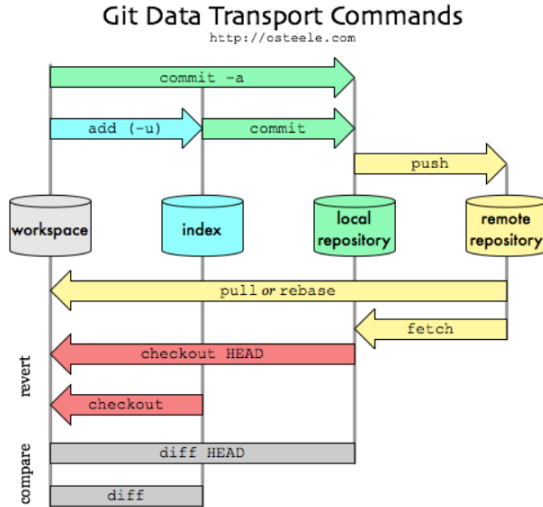 Git Data Transport Commands
http://osteele.com
commit -a
add (-u)
commit
push
workspace
index
local
repository
remote
repository
pull or rebase
fetch
revert
checkout HEAD
checkout
compare
diff HEAD
diff